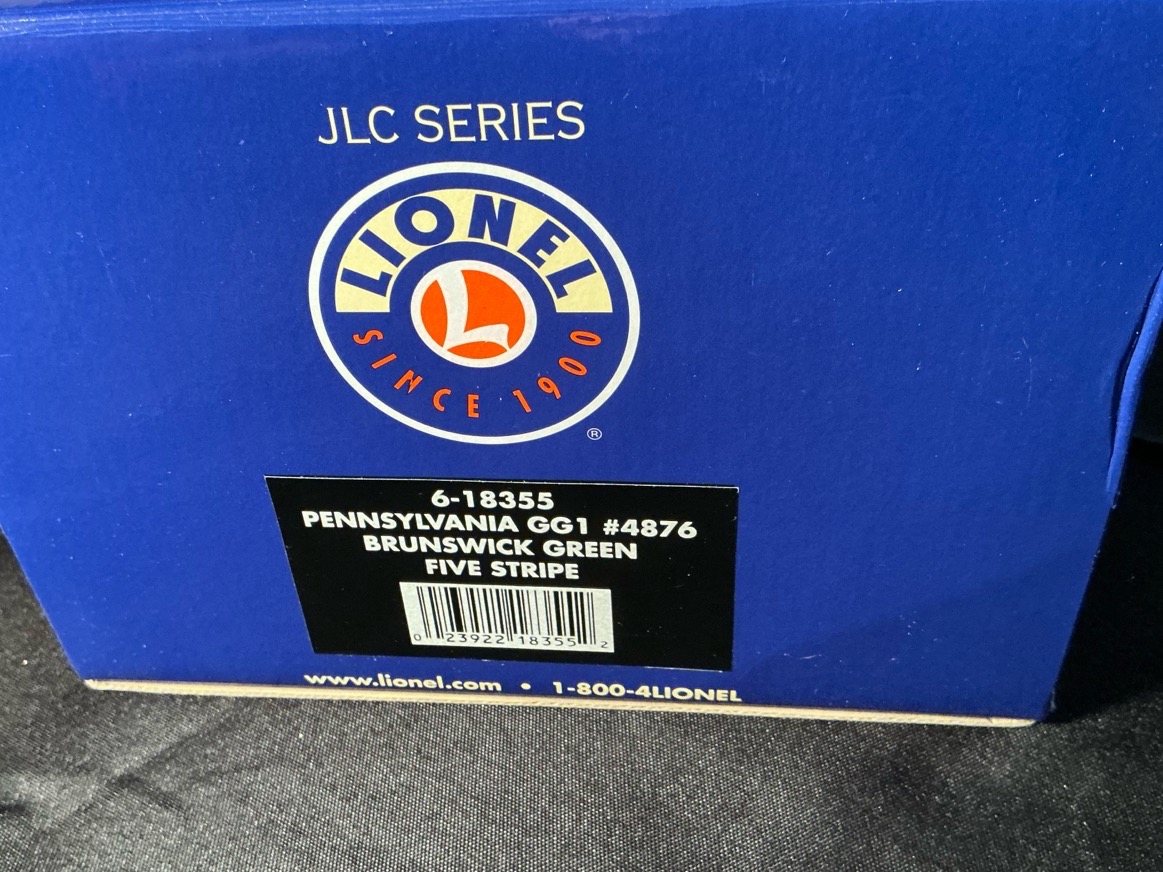 JLC SERIES
LIONEL
L
SINCE 1900
®
6-18355
PENNSYLVANIA GG1 #4876
BRUNSWICK GREEN
FIVE STRIPE
0 23922 18355 2
www.lionel.com • 1-800-4LIONEL